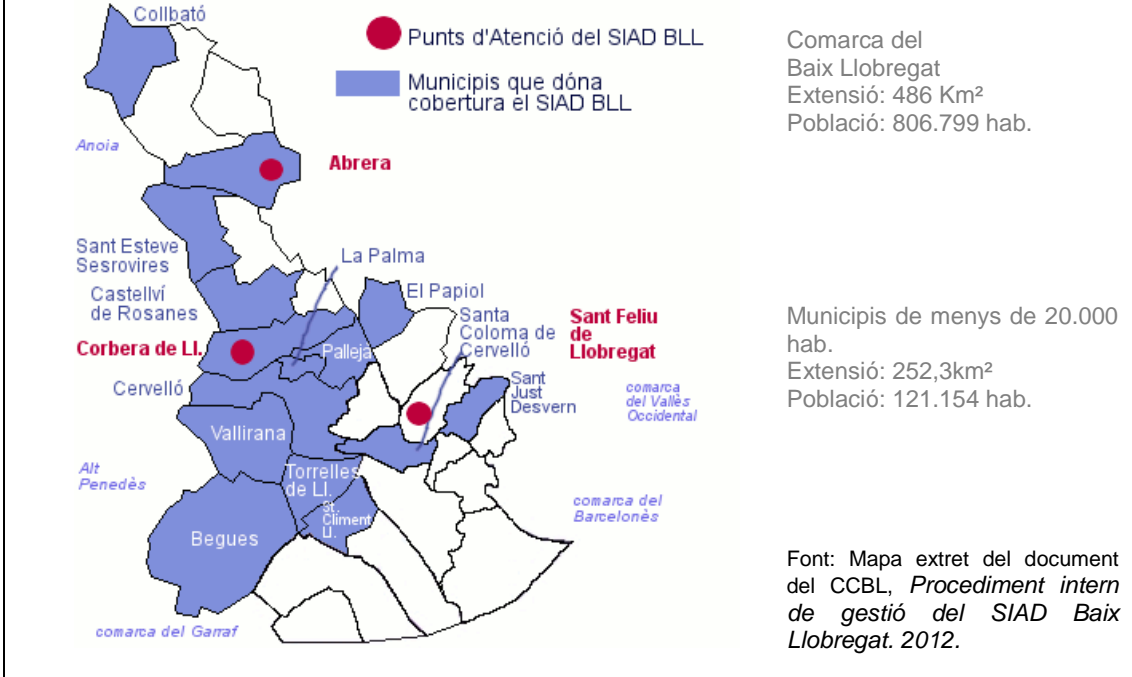 Collbató
Punts d'Atenció del SIAD BLL
Municipis que dóna
cobertura el SIAD BLL
Anoia
Abrera
Sant Esteve
Sesrovires
La Palma
Castellví
de Rosanes
El Papiol
Santa
Coloma de
Cervelló
Sant Feliu
de
Llobregat
Corbera de Ll.
Pallejà
Cervelló
Sant
Just
Desvern
comarca
del Vallès
Occidental
Vallirana
Alt
Penedès
Torrelles
de Ll.
St.
Climent
Ll.
comarca del
Barcelonès
Begues
comarca del Garraf
Comarca del
Baix Llobregat
Extensió: 486 Km²
Població: 806.799 hab.
Municipis de menys de 20.000
hab.
Extensió: 252,3km²
Població: 121.154 hab.
Font: Mapa extret del document
del CCBL, Procediment intern
de gestió del SIAD Baix
Llobregat. 2012.